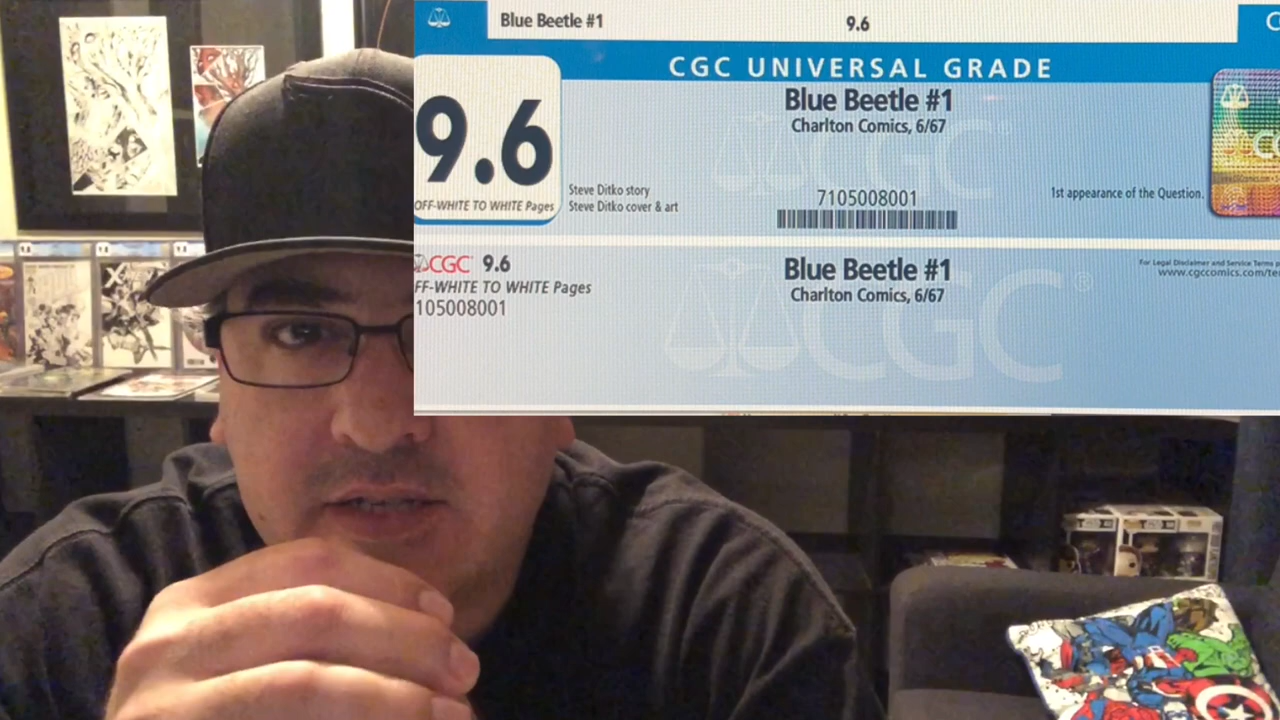 Blue Beetle #1
9.6
CGC UNIVERSAL GRADE
9.6
Blue Beetle #1
Charlton Comics, 6/67
Steve Ditko story
OFF-WHITE TO WHITE Pages
Steve Ditko cover & art
7105008001
1st appearance of the Question.
CGC
CGC 9.6
FF-WHITE TO WHITE Pages
105008001
Blue Beetle #1
Charlton Comics, 6/67
For Legal Disclaimer and Service Terms
www.cgccomics.com/te
CGC